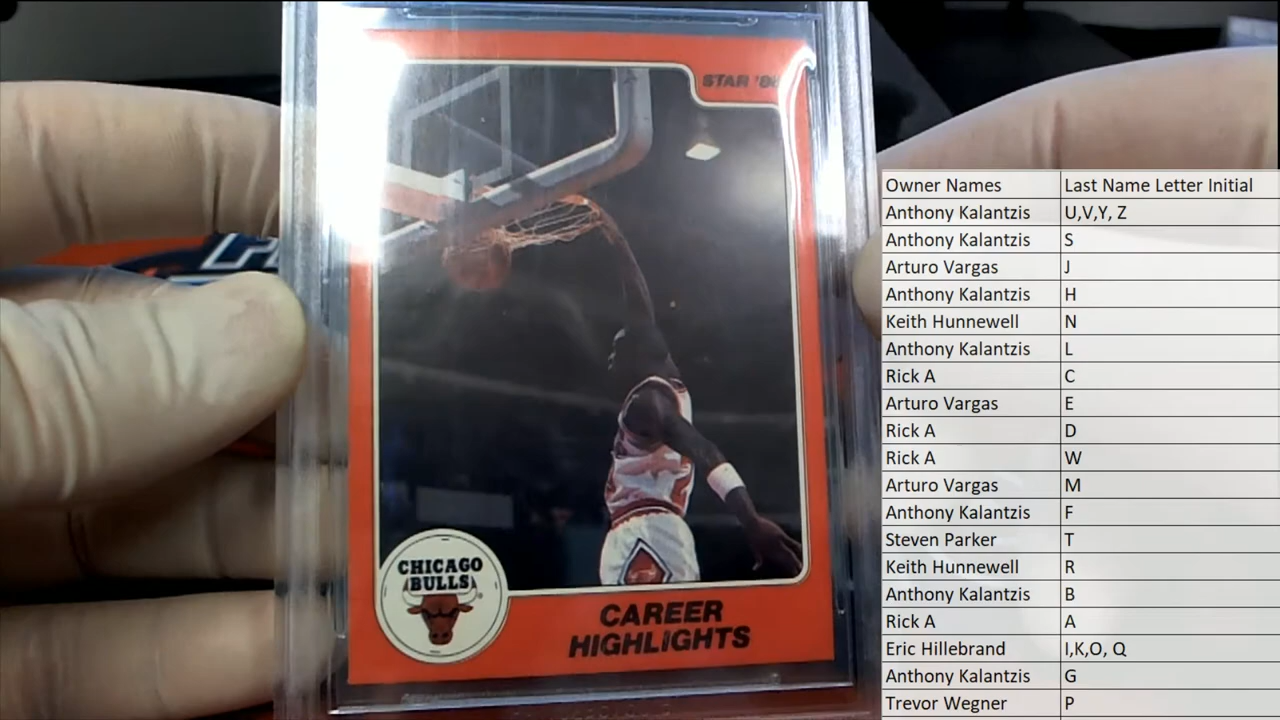 STAR '86
CHICAGO
BULLS
CAREER
HIGHLIGHTS
Owner Names Last Name Letter Initial
Anthony Kalantzis U,V,Y, Z
Anthony Kalantzis S
Arturo Vargas J
Anthony Kalantzis H
Keith Hunnewell N
Anthony Kalantzis L
Rick A C
Arturo Vargas E
Rick A D
Rick A W
Arturo Vargas M
Anthony Kalantzis F
Steven Parker T
Keith Hunnewell R
Anthony Kalantzis B
Rick A A
Eric Hillebrand I,K,O, Q
Anthony Kalantzis G
Trevor Wegner P